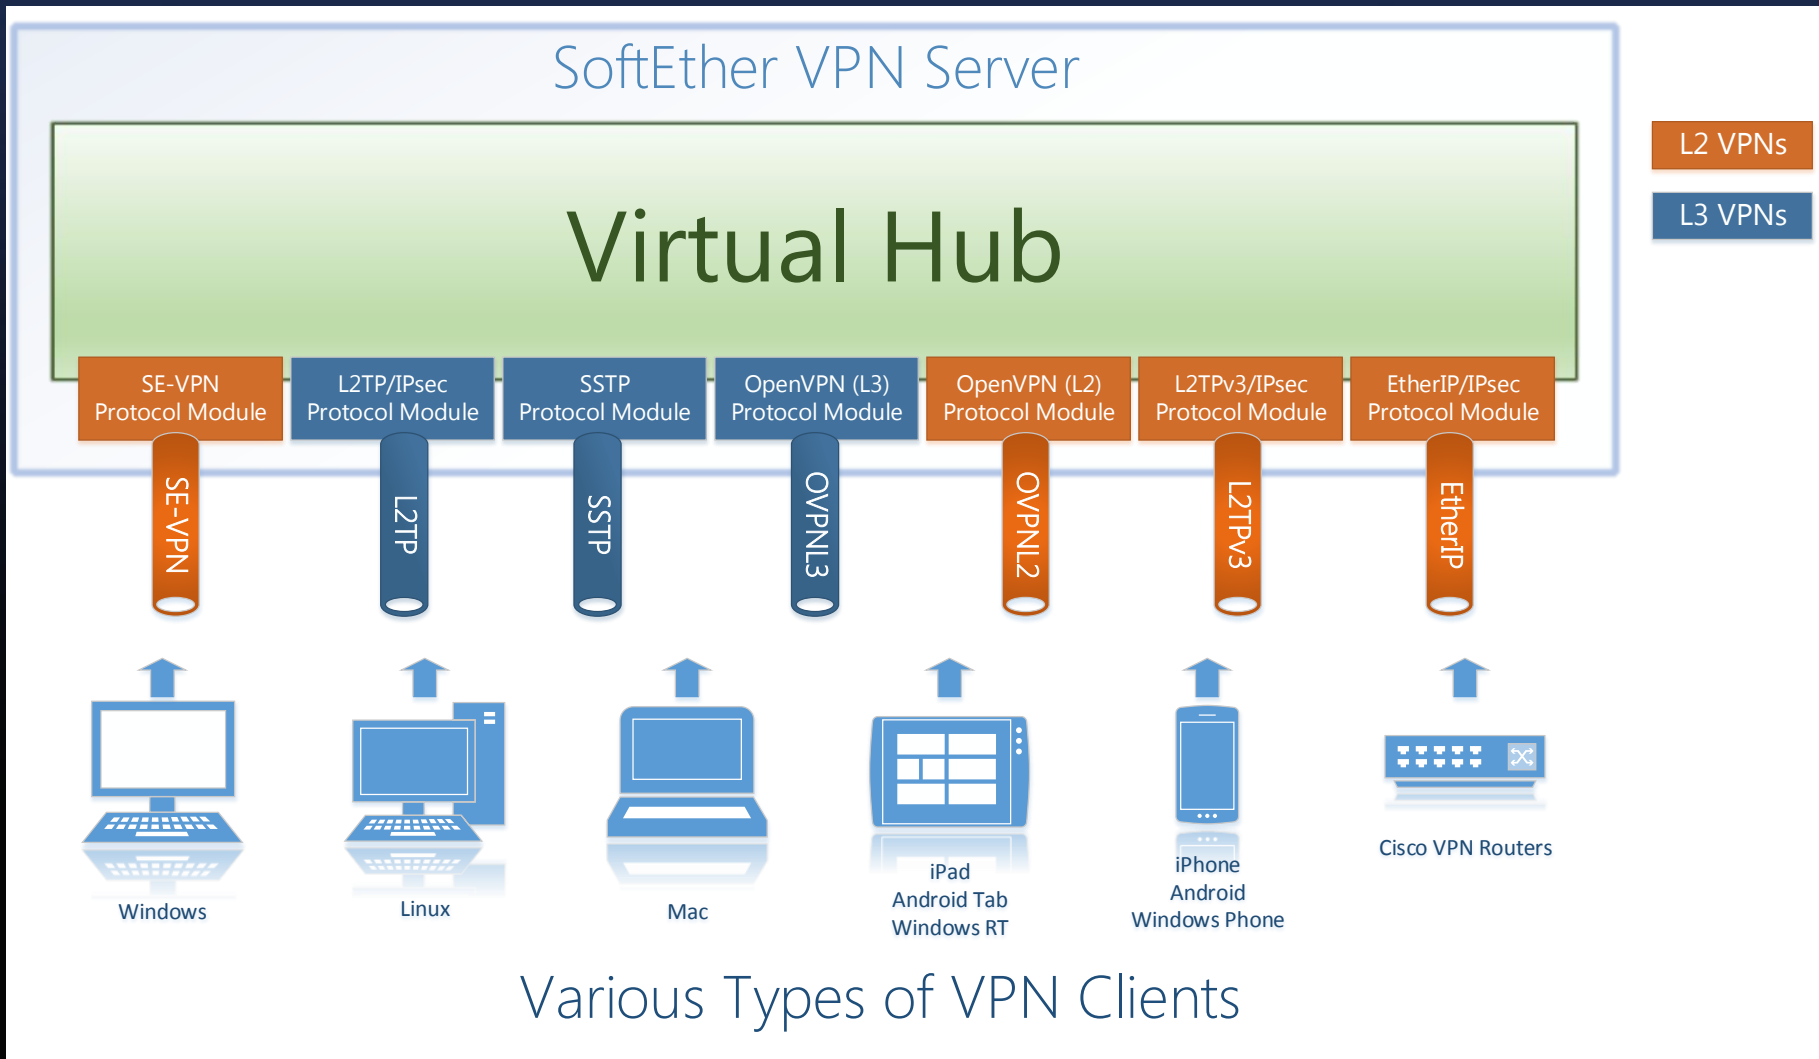 SoftEther VPN Server
Virtual Hub
L2 VPNs
L3 VPNs
SE-VPN
Protocol Module
L2TP/IPsec
Protocol Module
SSTP
Protocol Module
OpenVPN (L3)
Protocol Module
OpenVPN (L2)
Protocol Module
L2TPv3/IPsec
Protocol Module
EtherIP/IPsec
Protocol Module
SE-VPN
L2TP
SSTP
OVPNL3
OVPNL2
L2TPv3
EtherIP
Windows
Linux
Mac
iPad
Android Tab
Windows RT
iPhone
Android
Windows Phone
Cisco VPN Routers
Various Types of VPN Clients